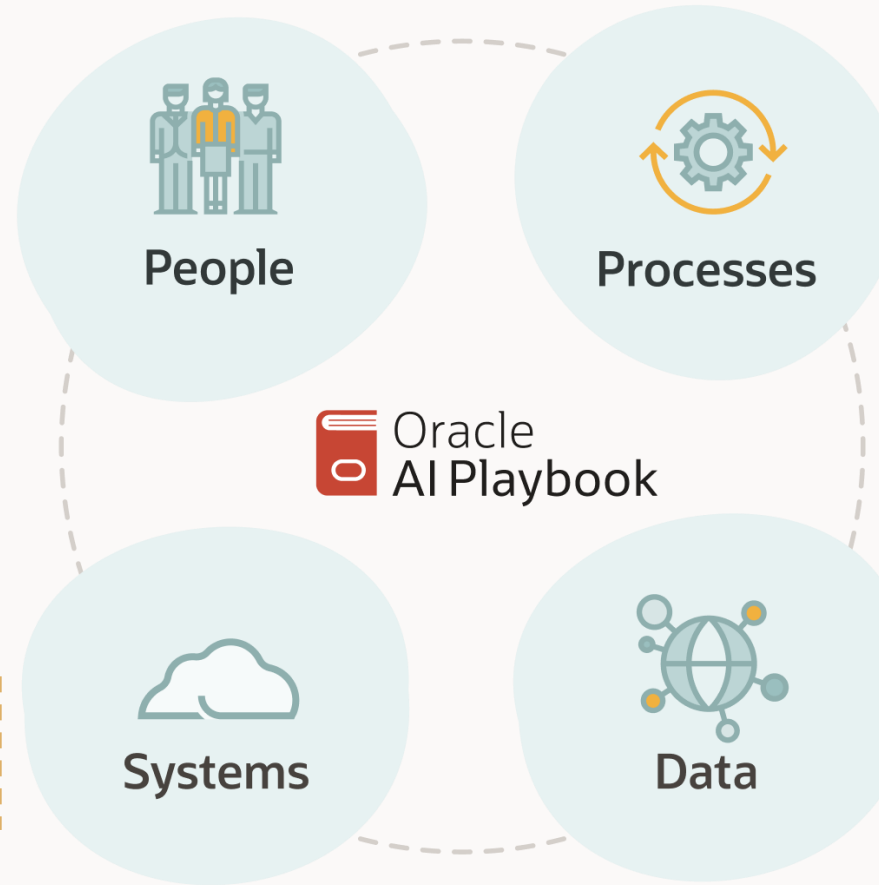 People
Processes
Oracle
AI Playbook
Systems
Data